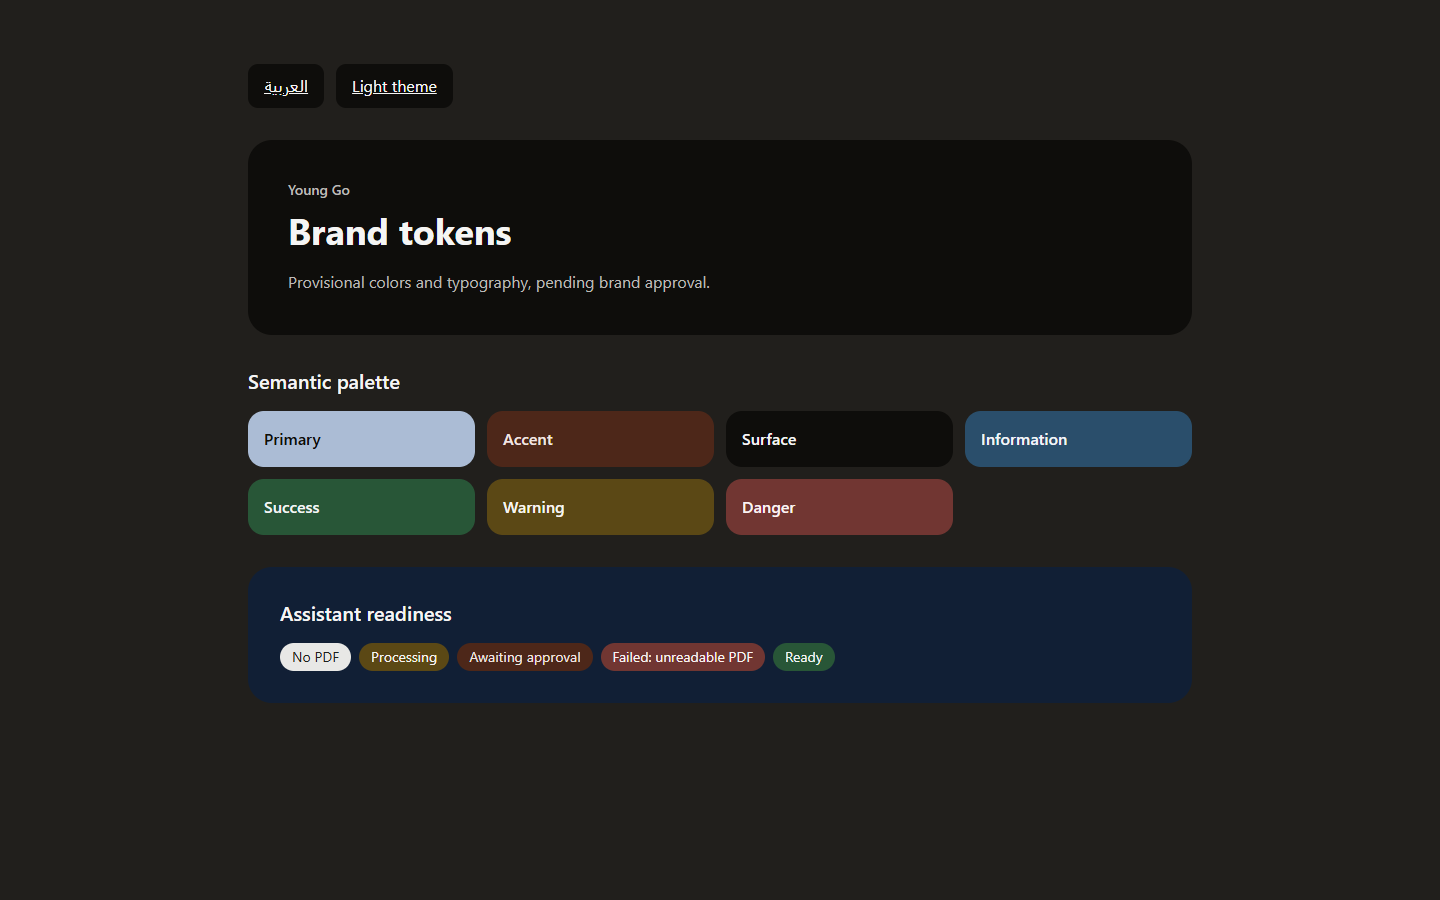 العربية
Light theme
Young Go
Brand tokens
Provisional colors and typography, pending brand approval.
Semantic palette
Primary
Accent
Surface
Information
Success
Warning
Danger
Assistant readiness
No PDF
Processing
Awaiting approval
Failed: unreadable PDF
Ready